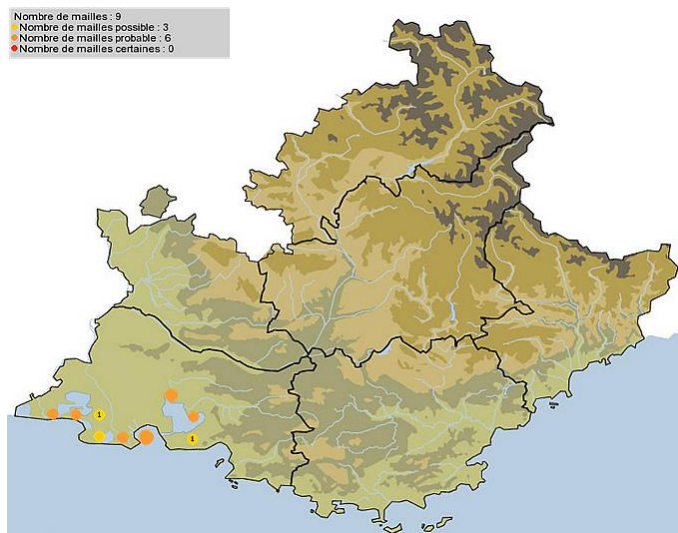 Nombre de mailles : 9
Nombre de mailles possible : 3
Nombre de mailles probable : 6
Nombre de mailles certaines : 0
1
1